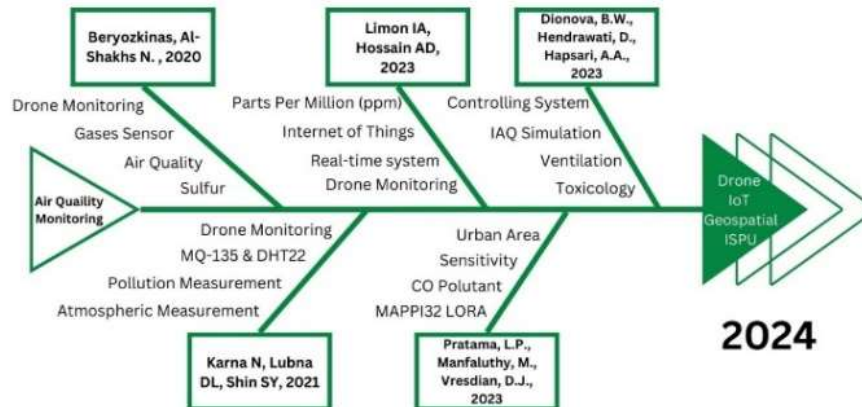 Beryozkinas, Al-
Shakhs N. , 2020
Limon IA,
Hossain AD,
2023
Dionova, B.W.,
Hendrawati, D.,
Hapsari, A.A.,
2023
Drone Monitoring
Gases Sensor
Air Quality
Sulfur
Parts Per Million (ppm)
Internet of Things
Real-time system
Drone Monitoring
Controlling System
IAQ Simulation
Ventilation
Toxicology
Air Quaility
Monitoring
Drone
IoT
Geospatial
ISPU
Drone Monitoring
MQ-135 & DHT22
Pollution Measurement
Atmospheric Measurement
Urban Area
Sensitivity
CO Polutant
MAPPI32 LORA
2024
Karna N, Lubna
DL, Shin SY, 2021
Pratama, L.P.,
Manfaluthy, M.,
Vresdian, D.J.,
2023